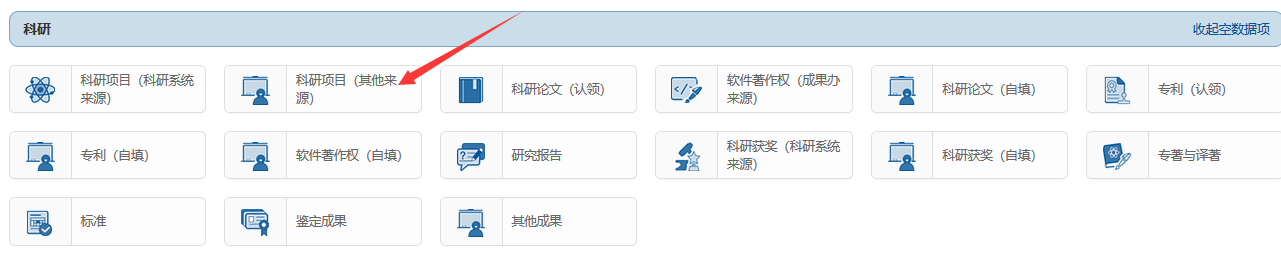 科研
收起空数据项
科研项目（科研系统
来源）
科研项目（其他来
源）
科研论文（认领）
软件著作权（成果办
来源）
科研论文（自填）
专利（认领）
专利（自填）
软件著作权（自填）
研究报告
科研获奖（科研系统
来源）
科研获奖（自填）
专著与译著
标准
鉴定成果
其他成果